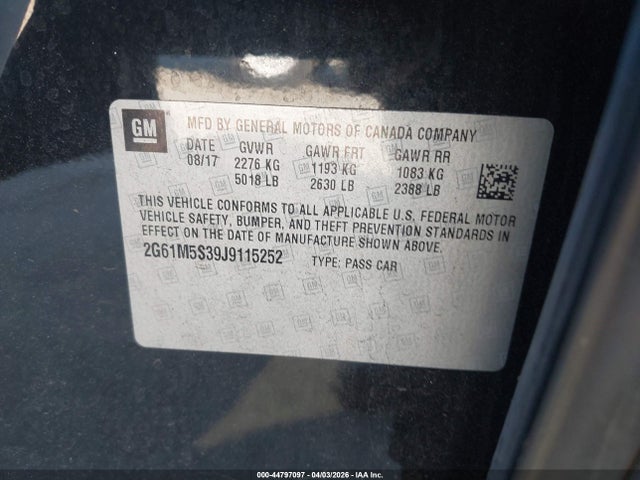 GM
MFD BY GENERAL MOTORS OF CANADA COMPANY
DATE GVWR GAWR FRT GAWR RR
08/17 2276 KG 1193 KG 1083 KG
5018 LB 2630 LB 2388 LB
THIS VEHICLE CONFORMS TO ALL APPLICABLE U.S. FEDERAL MOTOR
VEHICLE SAFETY, BUMPER, AND THEFT PREVENTION STANDARDS IN
EFFECT ON THE DATE OF MANUFACTURE SHOWN ABOVE.
2G61M5S39J9115252 TYPE: PASS CAR
000-44797097 | 04/03/2026 | IAA Inc.